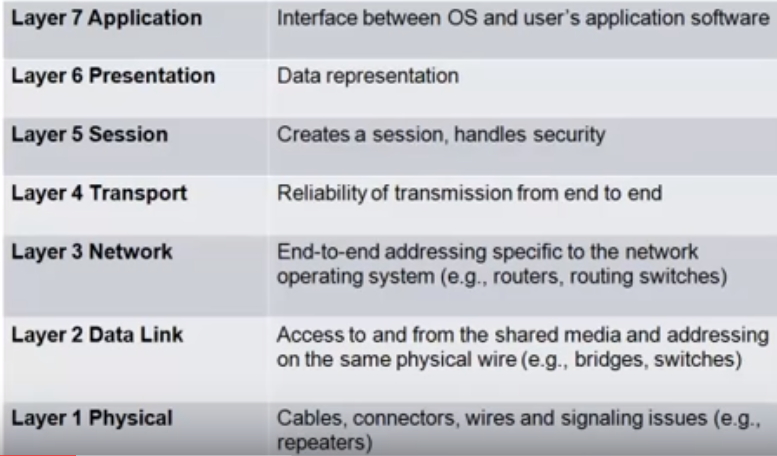 Layer 7 Application
Interface between OS and user's application software
Layer 6 Presentation
Data representation
Layer 5 Session
Creates a session, handles security
Layer 4 Transport
Reliability of transmission from end to end
Layer 3 Network
End-to-end addressing specific to the network
operating system (e.g., routers, routing switches)
Layer 2 Data Link
Access to and from the shared media and addressing
on the same physical wire (e.g., bridges, switches)
Layer 1 Physical
Cables, connectors, wires and signaling issues (e.g.,
repeaters)